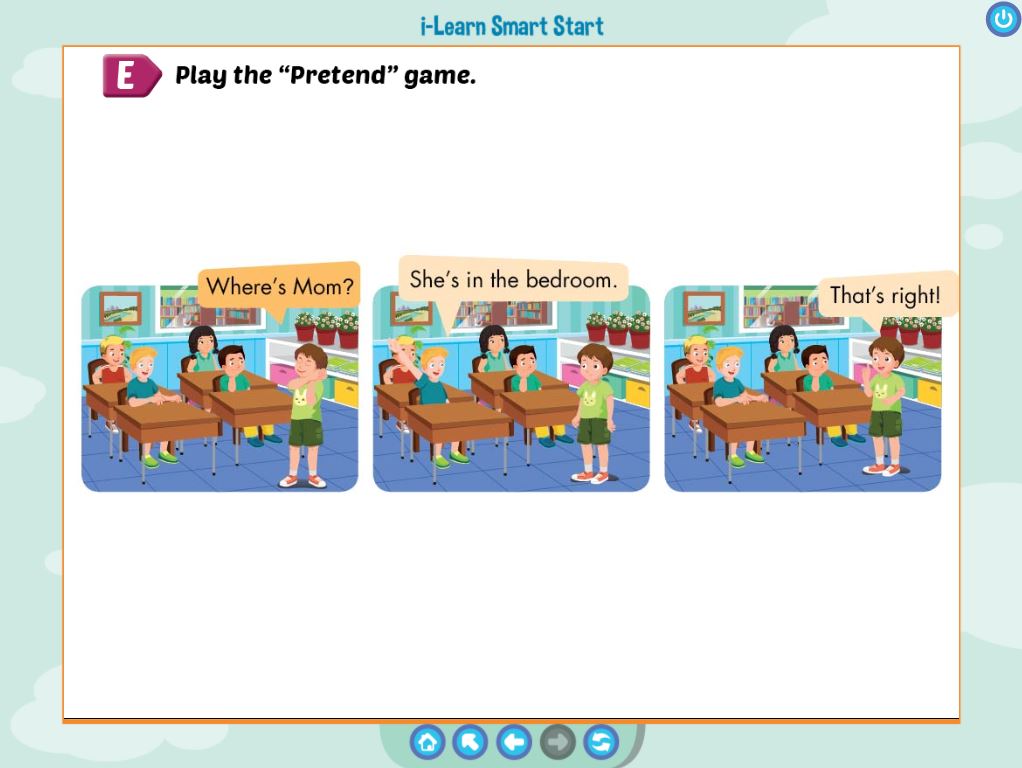 i-Learn Smart Start
E Play the “Pretend” game.
Where’s Mom?
She’s in the bedroom.
That’s right!